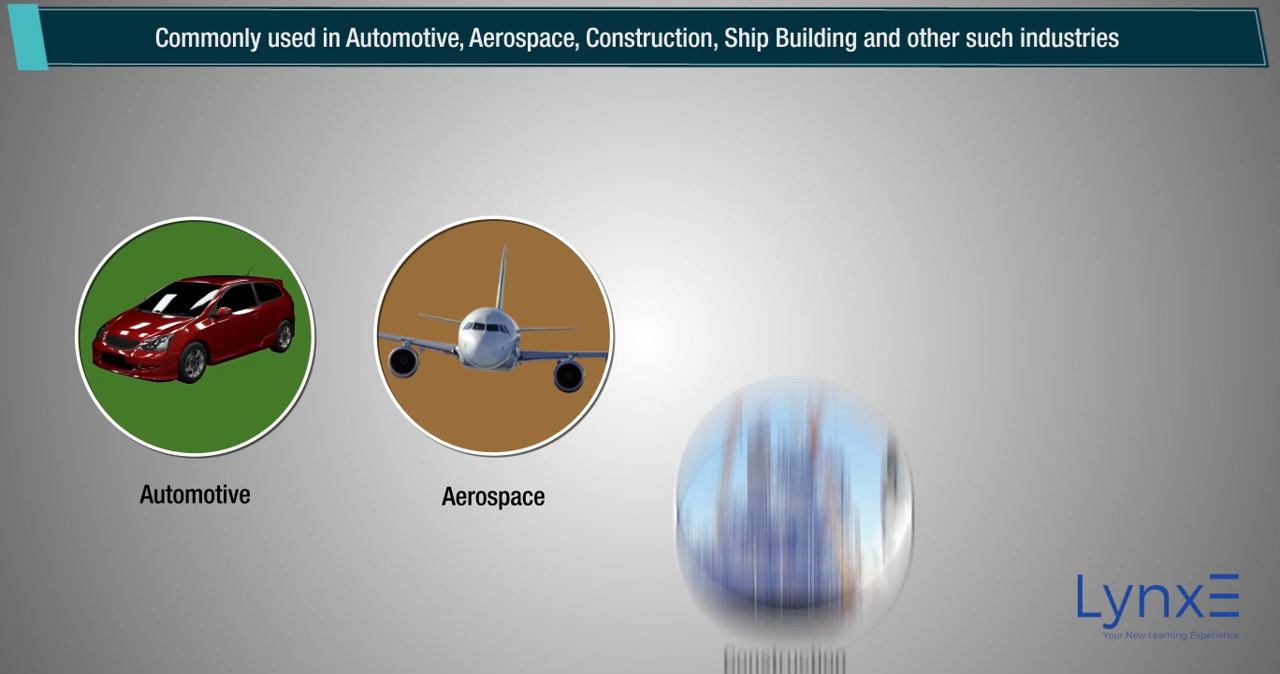 Commonly used in Automotive, Aerospace, Construction, Ship Building and other such industries
Automotive
Aerospace
Construction
LynxE
Your New Learning Experience